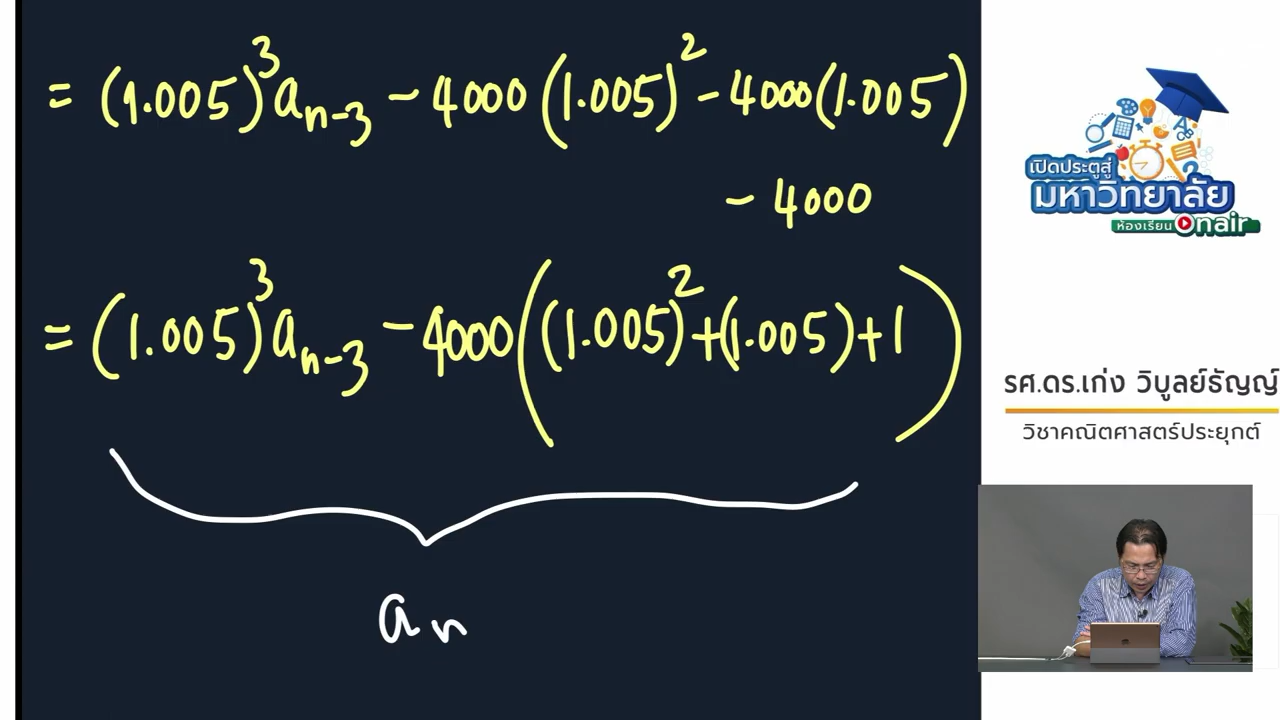 = (1.005)³aₙ₋₃ − 4000 (1.005)² − 4000(1.005)
− 4000
= (1.005)³aₙ₋₃ − 4000((1.005)²+(1.005)+1)
aₙ
เปิดประตูสู่
มหาวิทยาลัย
ห้องเรียน Onair
รศ.ดร.เก่ง วิบูลย์ธัญญ์
วิชาคณิตศาสตร์ประยุกต์